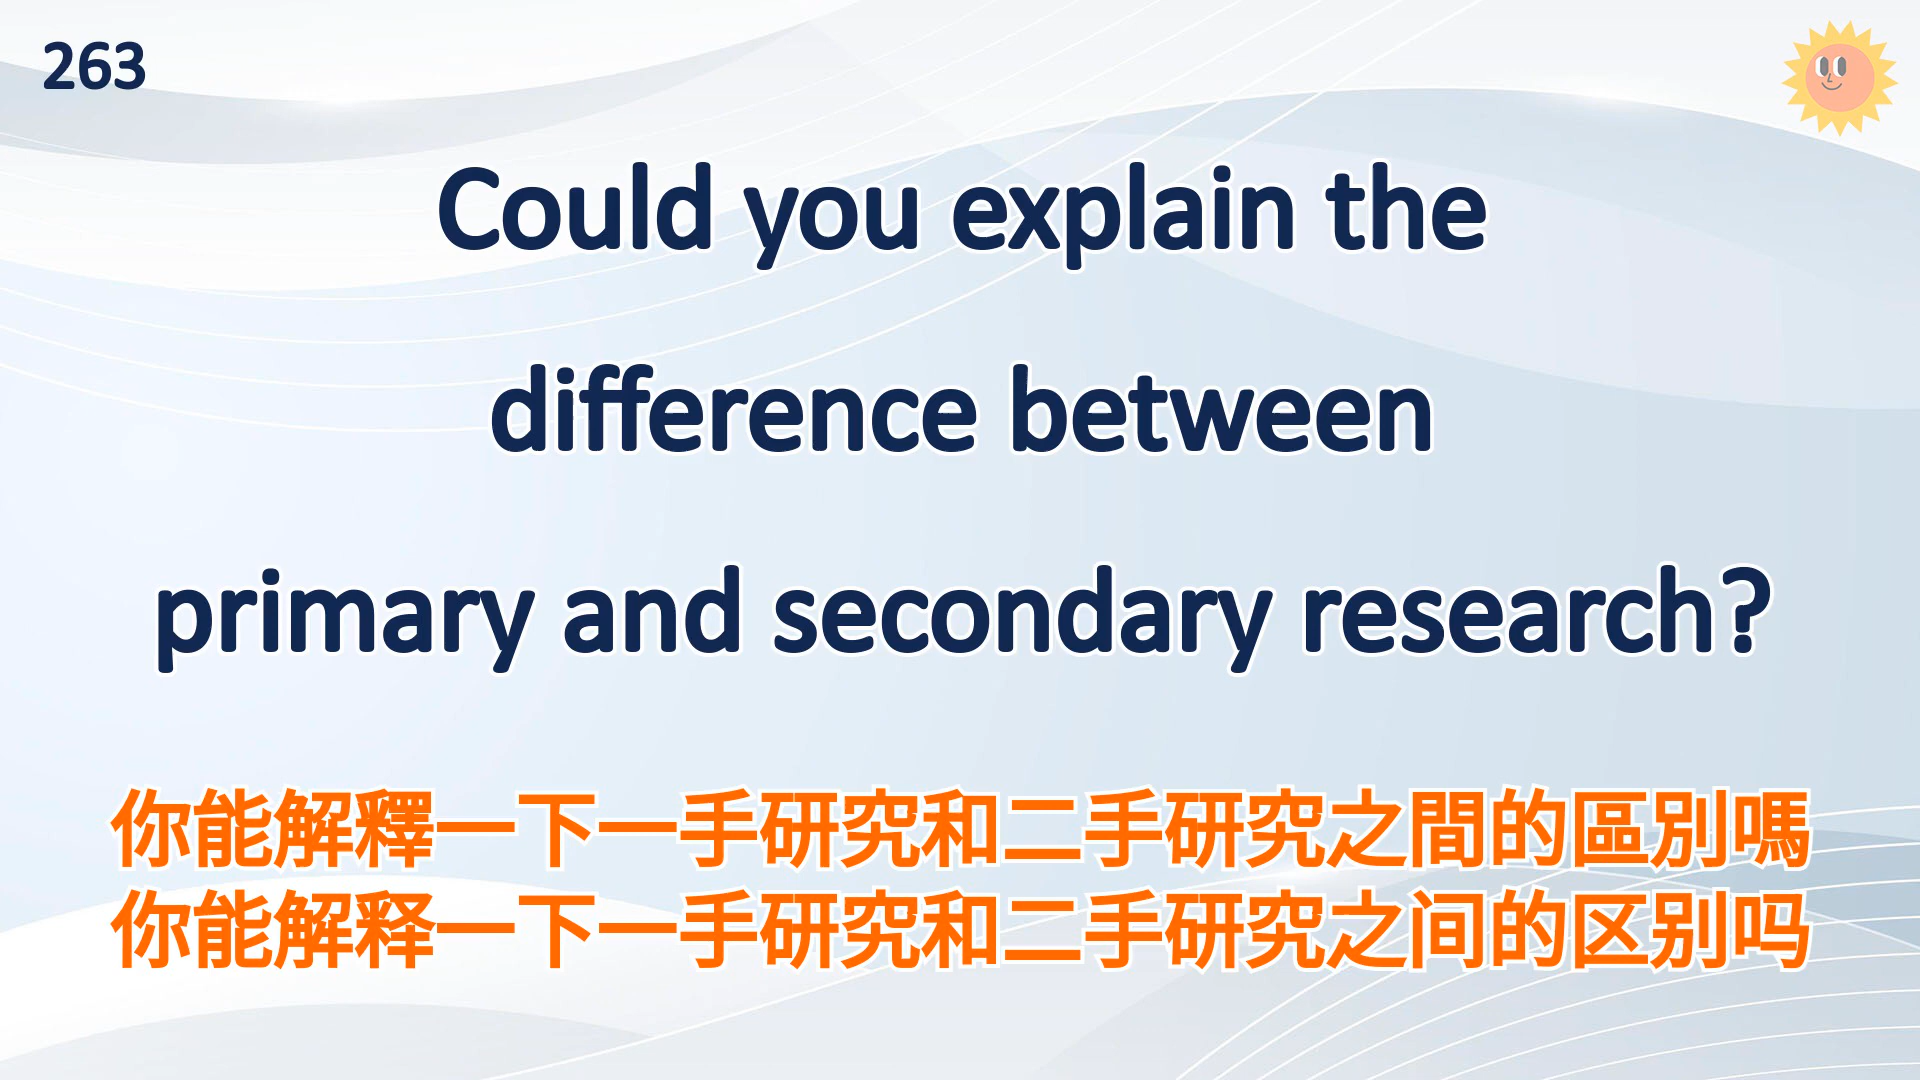 263
Could you explain the
difference between
primary and secondary research?
你能解釋一下一手研究和二手研究之間的區別嗎
你能解释一下一手研究和二手研究之间的区别吗